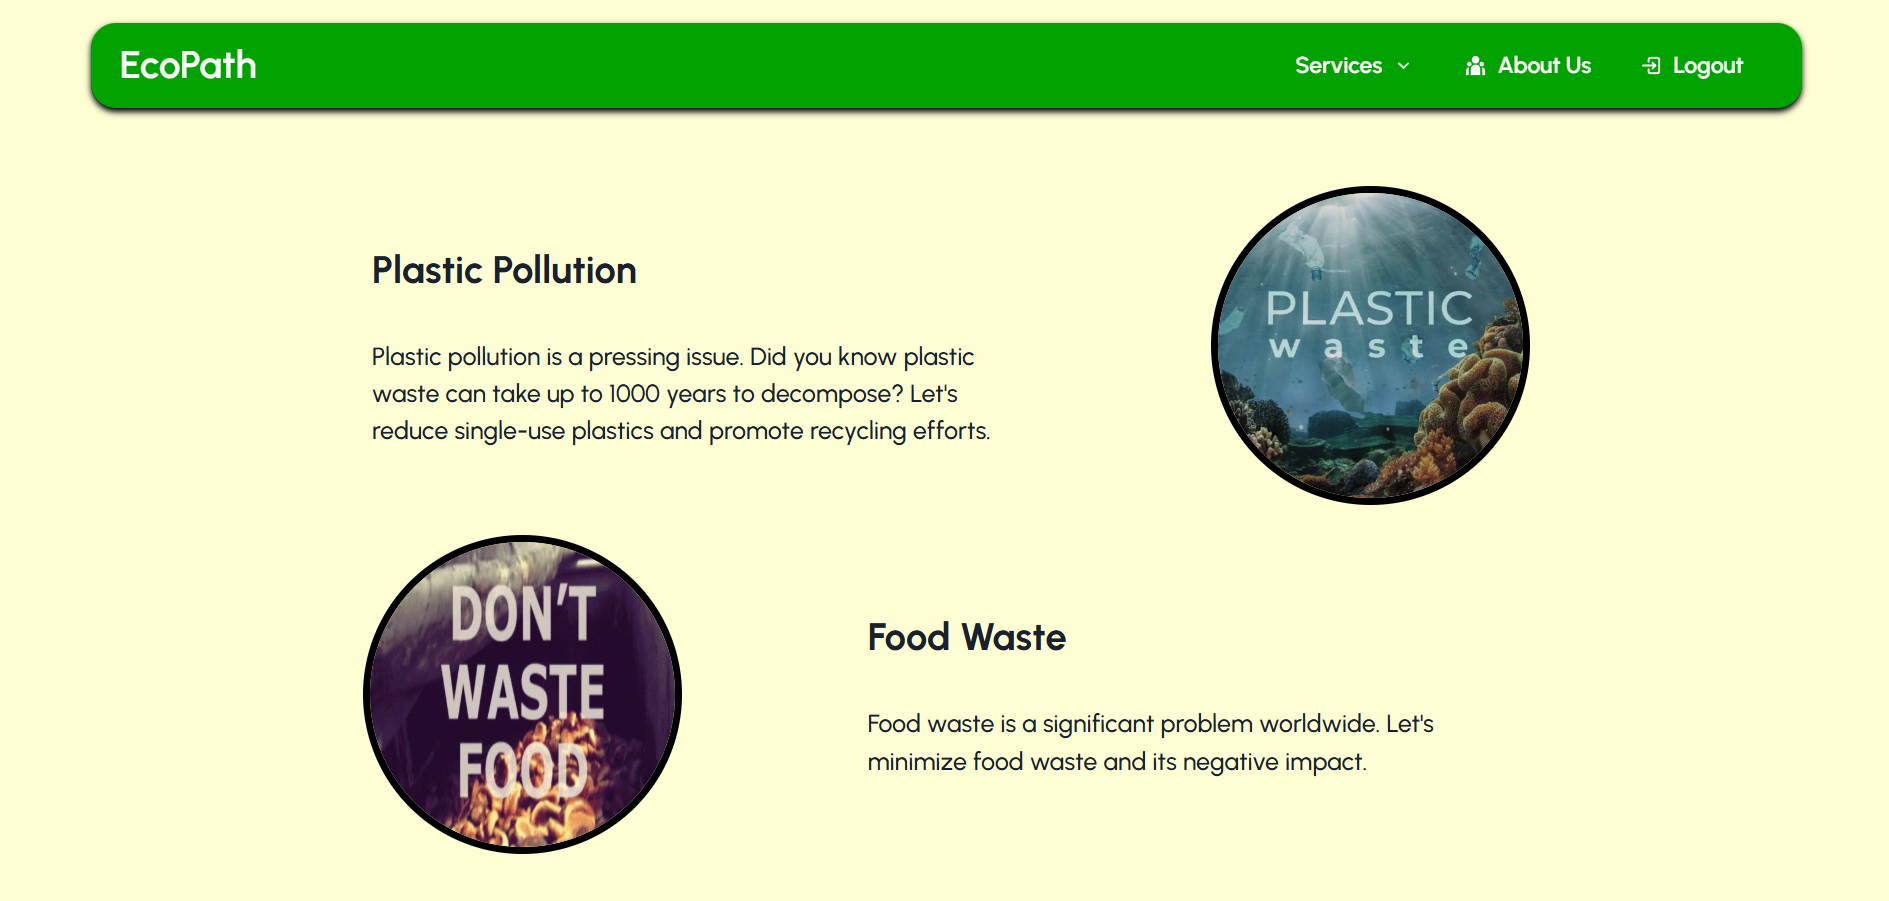 EcoPath
Services
About Us
Logout
Plastic Pollution
Plastic pollution is a pressing issue. Did you know plastic
waste can take up to 1000 years to decompose? Let's
reduce single-use plastics and promote recycling efforts.
PLASTIC
waste
DON'T
WASTE
FOOD
Food Waste
Food waste is a significant problem worldwide. Let's
minimize food waste and its negative impact.